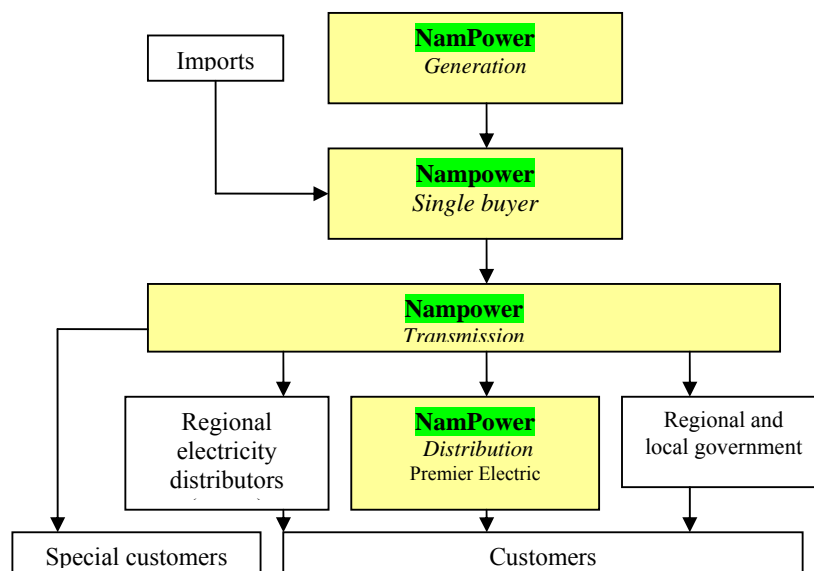 NamPower
Generation
Imports
Nampower
Single buyer
Nampower
Transmission
Regional
electricity
distributors
NamPower
Distribution
Premier Electric
Regional and
local government
Special customers
Customers